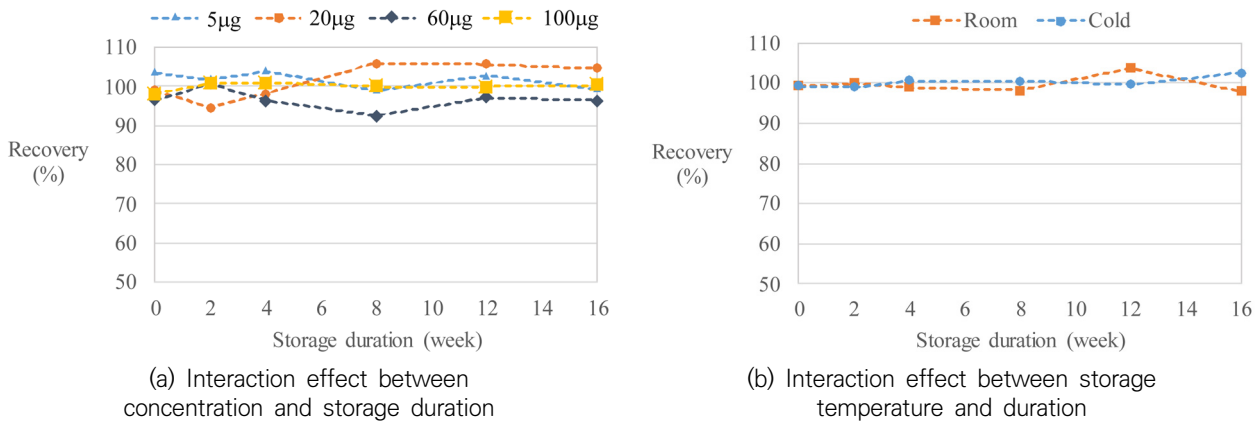 5μg 20μg 60μg 100μg
110
100
90
80
70
60
50
Recovery
(%)
0 2 4 6 8 10 12 14 16
Storage duration (week)
(a) Interaction effect between
concentration and storage duration
Room Cold
110
100
90
80
70
60
50
Recovery
(%)
0 2 4 6 8 10 12 14 16
Storage duration (week)
(b) Interaction effect between storage
temperature and duration